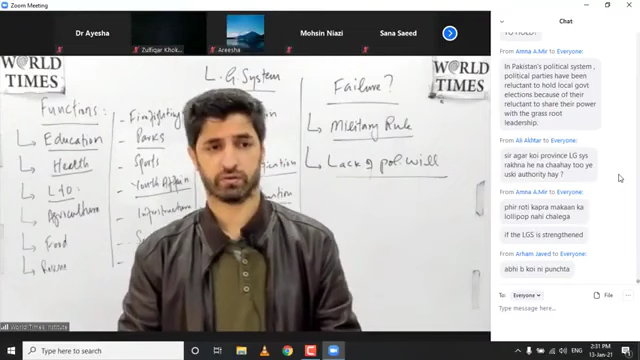 Zoom Meeting
Dr Ayesha
Zulfiqar Khok...
Areesha
Mohsin Niazi
Sana Saeed
WORLD
TIMES
L.G System
WORLD
TIMES
Functions:
Education
Health
Agriculture
Food
Firefighting
Parks
Sports
Youth Affair
Infrastructure
Failure?
Military Rule
Lack of pol. will
World Times Institute
Chat
TO HOLD?
From Amna A.Mir to Everyone:
In Pakistan's political system ,
political parties have been
reluctant to hold local govt
elections because of their
reluctant to share their power
with the grass root
leadership.
From Ali Akhtar to Everyone:
sir agar koi province LG sys
rakhna he na chaahay too ye
uski authority hay ?
From Amna A.Mir to Everyone:
phir roti kapra makaan ka
lollipop nahi chalega
if the LGS is strengthened
From Arham Javed to Everyone:
abhi b koi ni punchta
To: Everyone
File
Type message here...
Type here to search
2:31 PM
13-Jan-21